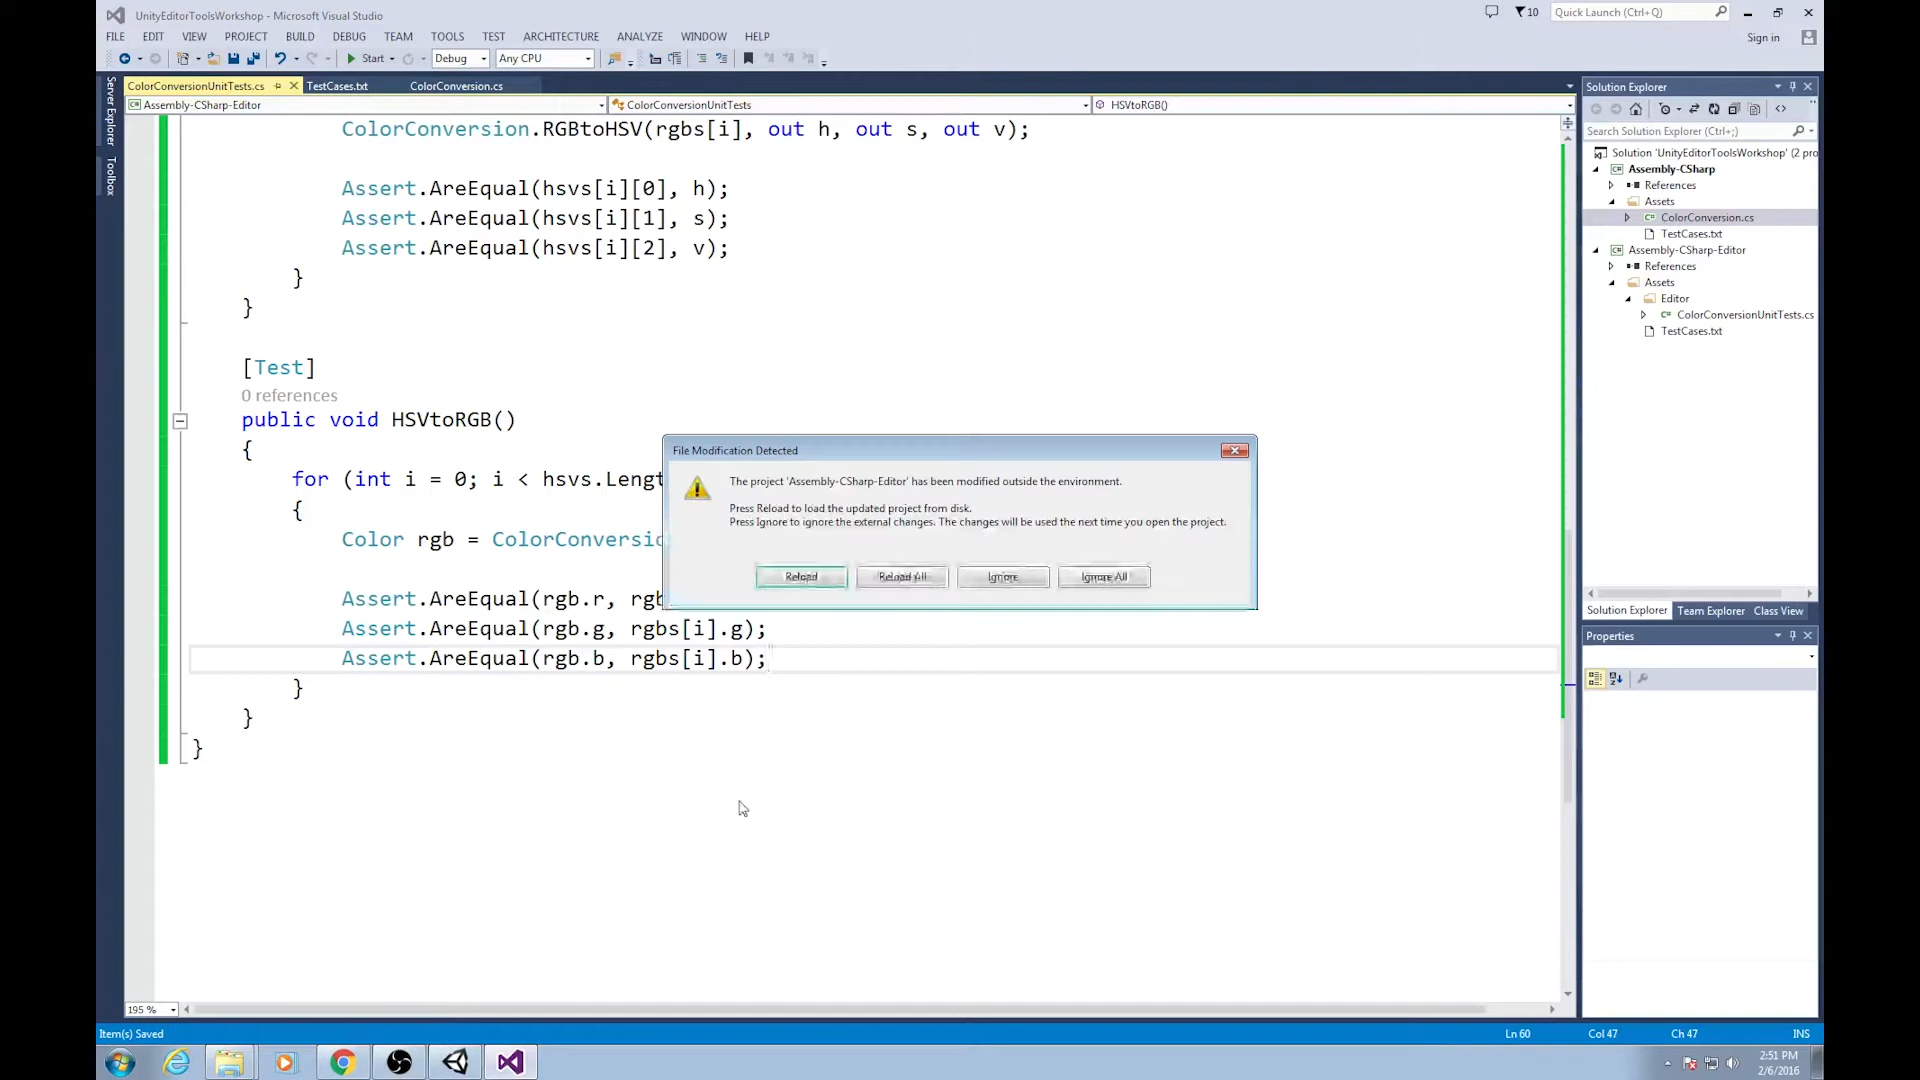 UnityEditorToolsWorkshop - Microsoft Visual Studio
10
Quick Launch (Ctrl+Q)
FILE EDIT VIEW PROJECT BUILD DEBUG TEAM TOOLS TEST ARCHITECTURE ANALYZE WINDOW HELP
Sign in
Start Debug Any CPU
Server Explorer
Toolbox
ColorConversionUnitTests.cs TestCases.txt ColorConversion.cs
Assembly-CSharp-Editor ColorConversionUnitTests HSVtoRGB()
ColorConversion.RGBtoHSV(rgbs[i], out h, out s, out v);
Assert.AreEqual(hsvs[i][0], h);
Assert.AreEqual(hsvs[i][1], s);
Assert.AreEqual(hsvs[i][2], v);
}
}
[Test]
0 references
public void HSVtoRGB()
{
for (int i = 0; i < hsvs.Lengt
{
Color rgb = ColorConversio
Assert.AreEqual(rgb.r, rgb
Assert.AreEqual(rgb.g, rgbs[i].g);
Assert.AreEqual(rgb.b, rgbs[i].b);
}
}
}
File Modification Detected
The project 'Assembly-CSharp-Editor' has been modified outside the environment.
Press Reload to load the updated project from disk.
Press Ignore to ignore the external changes. The changes will be used the next time you open the project.
Reload Reload All Ignore Ignore All
Solution Explorer
Search Solution Explorer (Ctrl+;)
Solution 'UnityEditorToolsWorkshop' (2 pro
Assembly-CSharp
References
Assets
ColorConversion.cs
TestCases.txt
Assembly-CSharp-Editor
References
Assets
Editor
ColorConversionUnitTests.cs
TestCases.txt
Solution Explorer Team Explorer Class View
Properties
195 %
Item(s) Saved
Ln 60 Col 47 Ch 47 INS
2:51 PM
2/6/2016